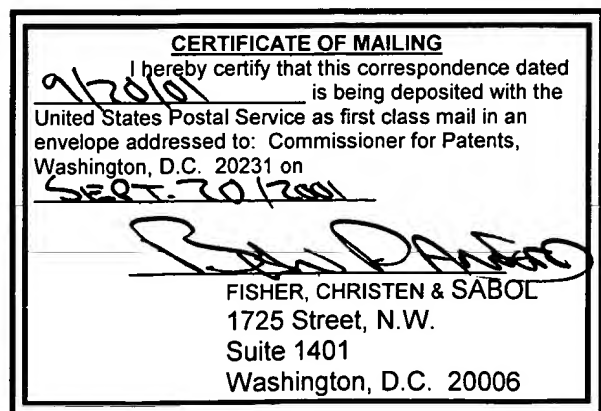 CERTIFICATE OF MAILING
I hereby certify that this correspondence dated
9/20/01 is being deposited with the
United States Postal Service as first class mail in an
envelope addressed to: Commissioner for Patents,
Washington, D.C. 20231 on
SEPT. 20/2001
FISHER, CHRISTEN & SABOL
1725 Street, N.W.
Suite 1401
Washington, D.C. 20006